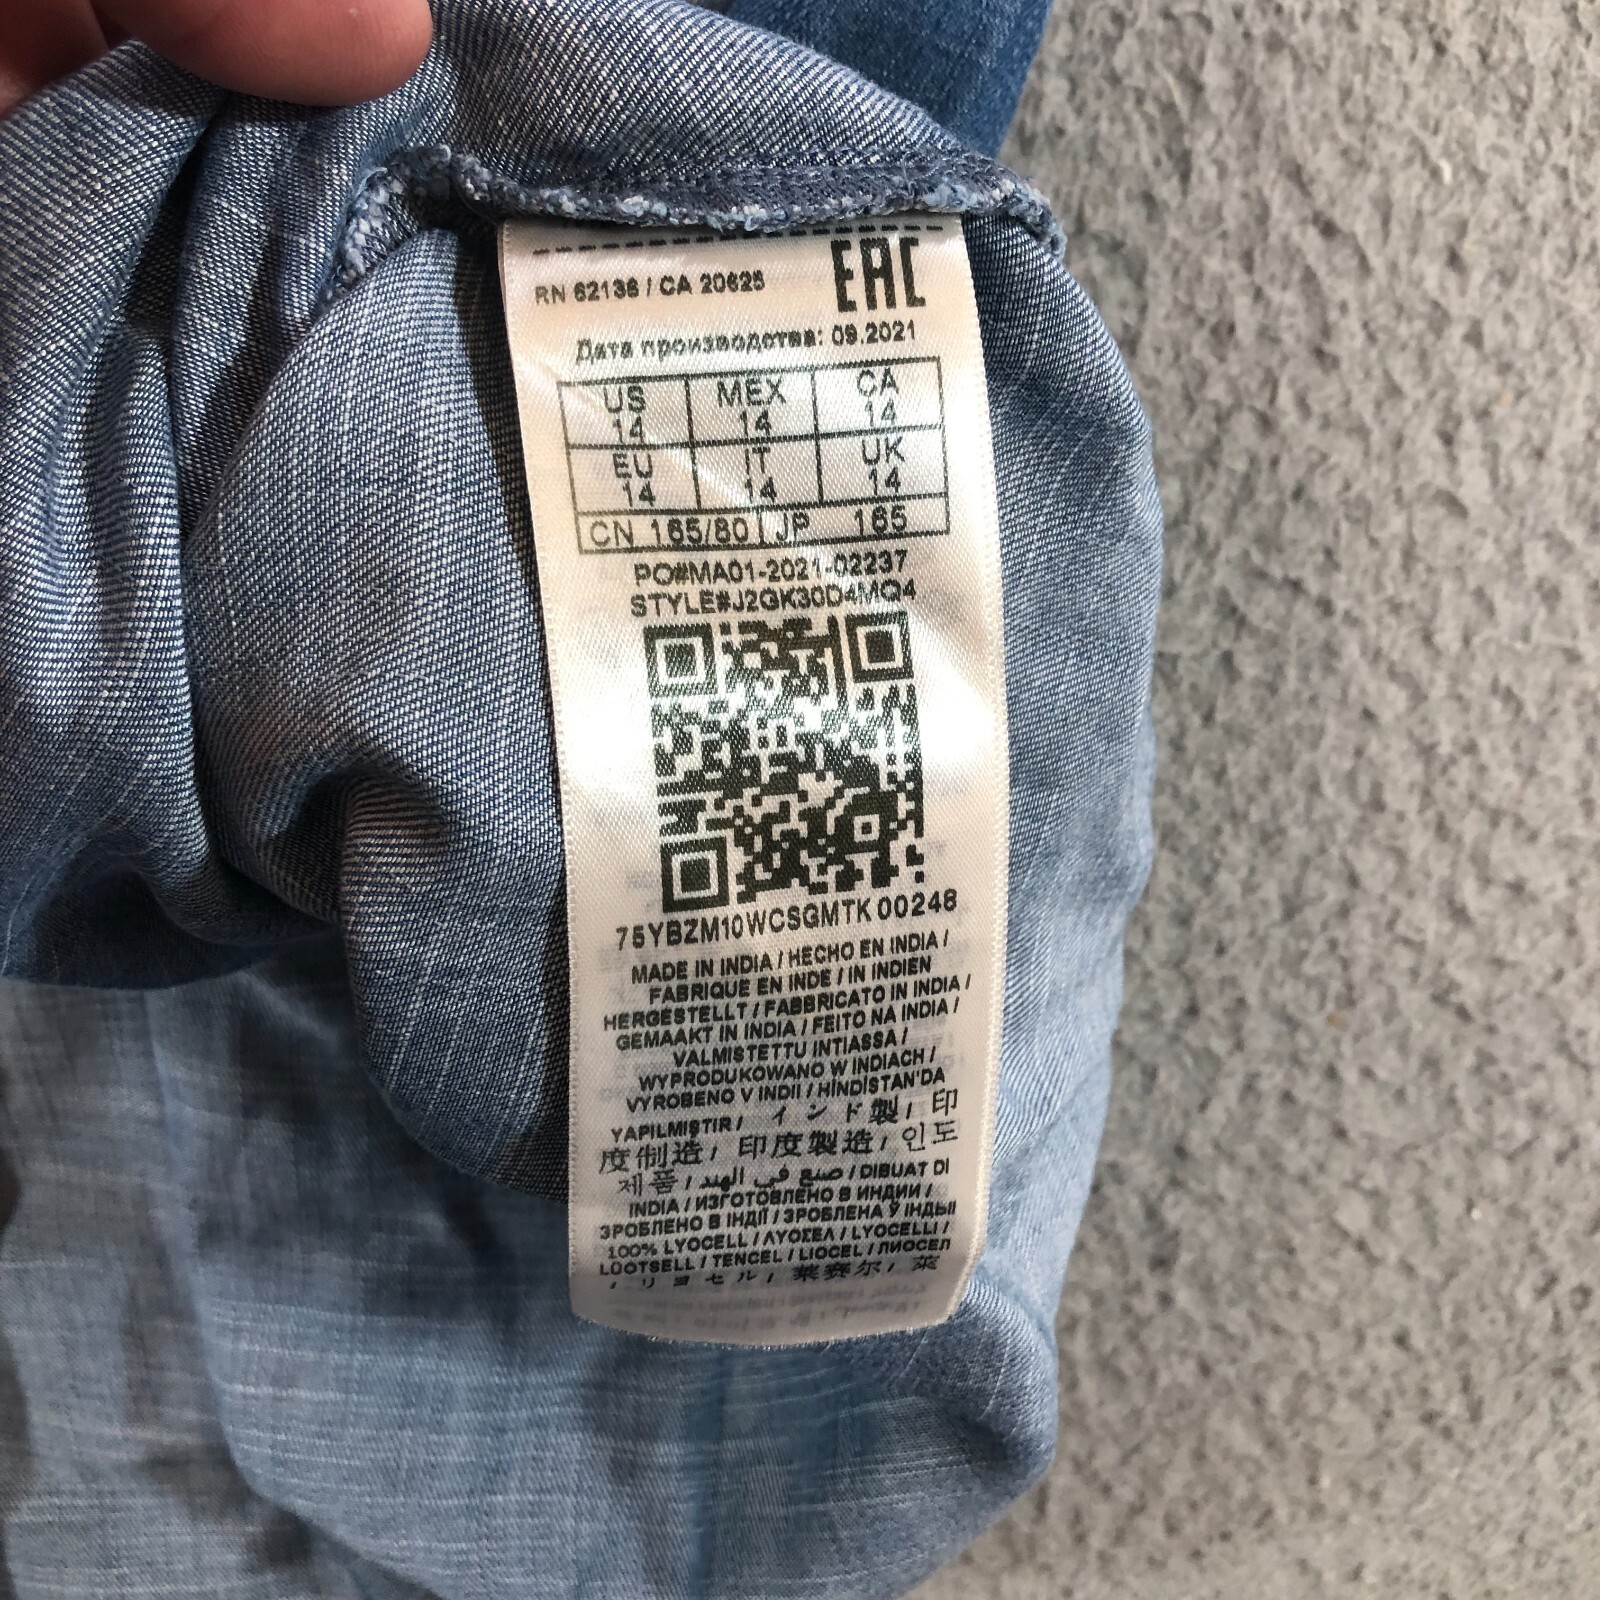 EAC
RN 62136 / CA 20625
Дата производства: 09.2021
US MEX CA
14 14 14
EU IT UK
14 14 14
CN 165/80 JP 165
PO#MA01-2021-02237
STYLE#J2GK30D4MQ4
75YBZM10WCSGMTK00248
MADE IN INDIA / HECHO EN INDIA /
FABRIQUE EN INDE / IN INDIEN
HERGESTELLT / FABBRICATO IN INDIA /
GEMAAKT IN INDIA / FEITO NA INDIA /
VALMISTETTU INTIASSA /
WYPRODUKOWANO W INDIACH /
VYROBENO V INDII / HİNDİSTAN'DA
YAPILMIŞTIR / インド製 / 印
度制造 / 印度製造 / 인도
제품 / صنع في الهند / DIBUAT DI
INDIA / ИЗГОТОВЛЕНО В ИНДИИ /
ЗРОБЛЕНО В ІНДІЇ / ЗРОБЛЕНА Ў ІНДЫІ
100% LYOCELL / ΛΥΟΣΕΛ / LYOCELLI /
LÜOTSELL / TENCEL / LIOCEL / ЛИОСЕЛ
/ リヨセル / 莱赛尔 / 萊